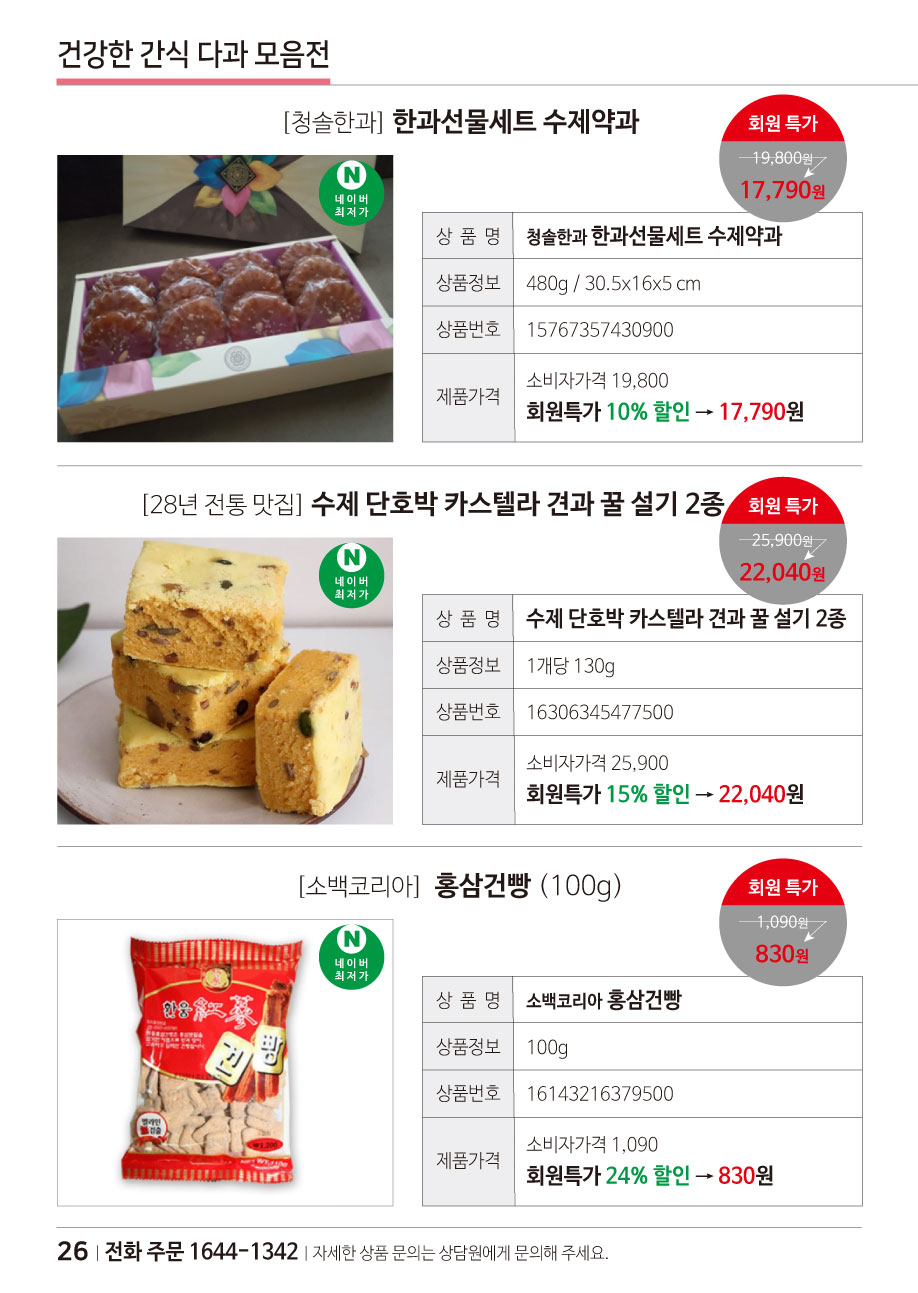 건강한 간식 다과 모음전
[청솔한과] 한과선물세트 수제약과
회원 특가
19,800원
17,790원
N
네이버
최저가
상 품 명 청솔한과 한과선물세트 수제약과
상품정보 480g / 30.5x16x5 cm
상품번호 15767357430900
제품가격 소비자가격 19,800
회원특가 10% 할인 → 17,790원
[28년 전통 맛집] 수제 단호박 카스텔라 견과 꿀 설기 2종
회원 특가
25,900원
22,040원
N
네이버
최저가
상 품 명 수제 단호박 카스텔라 견과 꿀 설기 2종
상품정보 1개당 130g
상품번호 16306345477500
제품가격 소비자가격 25,900
회원특가 15% 할인 → 22,040원
[소백코리아] 홍삼건빵 (100g)
회원 특가
1,090원
830원
N
네이버
최저가
건빵
상 품 명 소백코리아 홍삼건빵
상품정보 100g
상품번호 16143216379500
제품가격 소비자가격 1,090
회원특가 24% 할인 → 830원
26 | 전화 주문 1644-1342 | 자세한 상품 문의는 상담원에게 문의해 주세요.